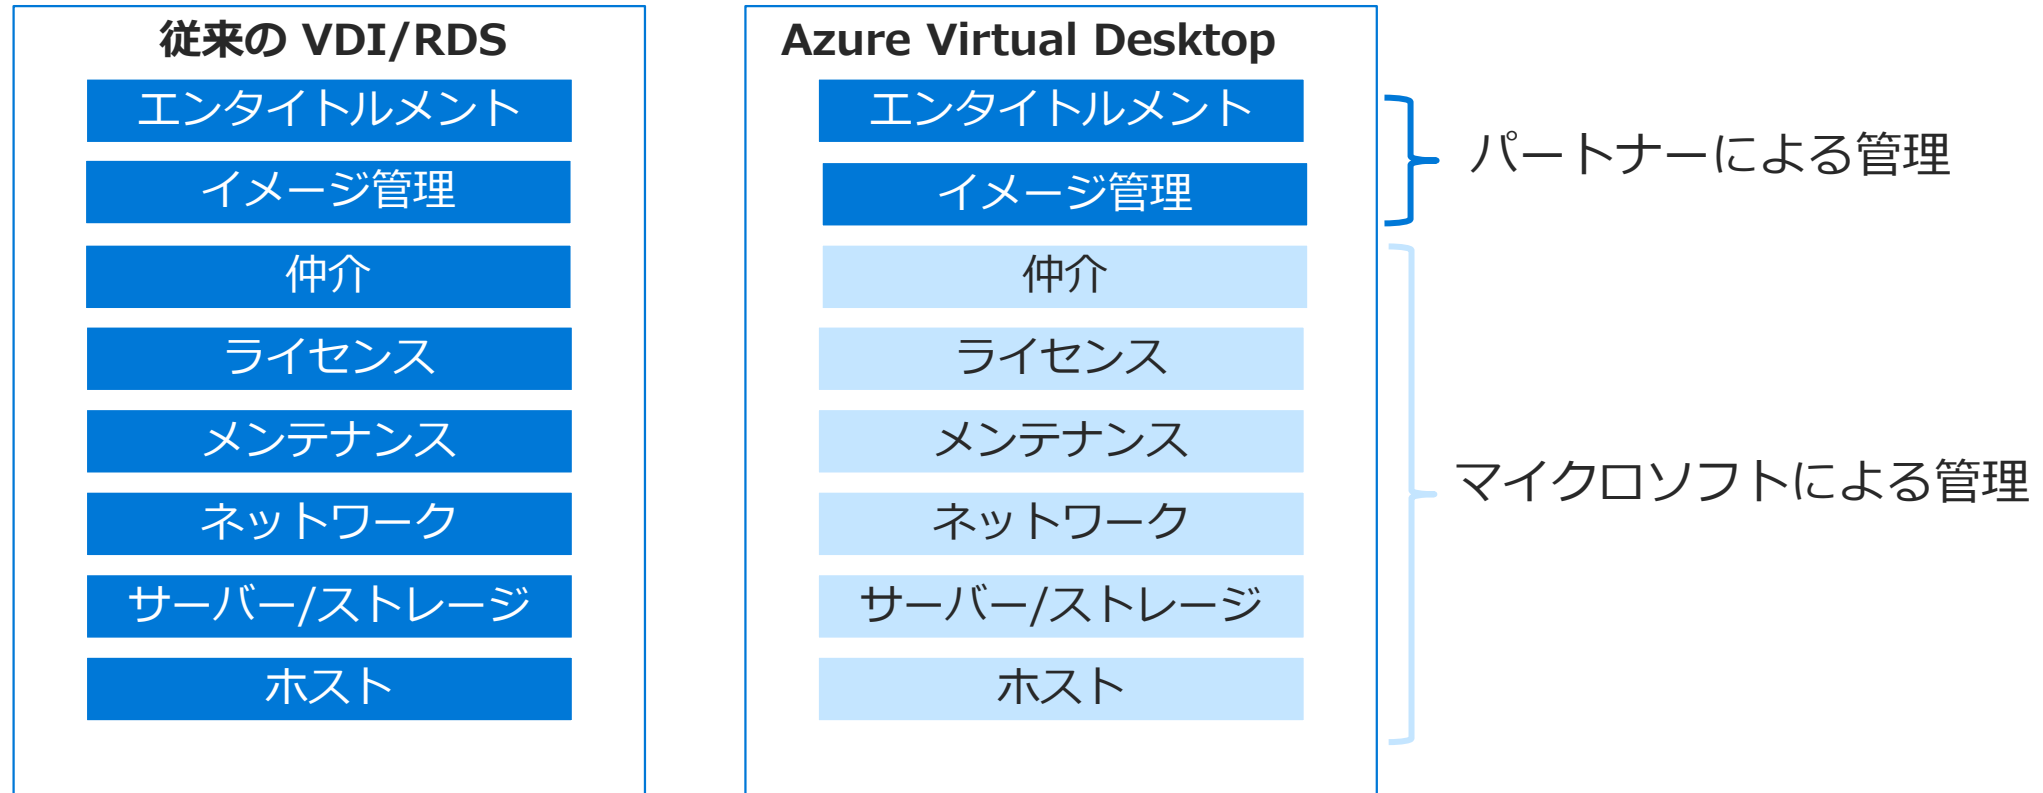 従来の VDI/RDS
エンタイトルメント
イメージ管理
仲介
ライセンス
メンテナンス
ネットワーク
サーバー/ストレージ
ホスト
Azure Virtual Desktop
エンタイトルメント
イメージ管理
仲介
ライセンス
メンテナンス
ネットワーク
サーバー/ストレージ
ホスト
パートナーによる管理
マイクロソフトによる管理